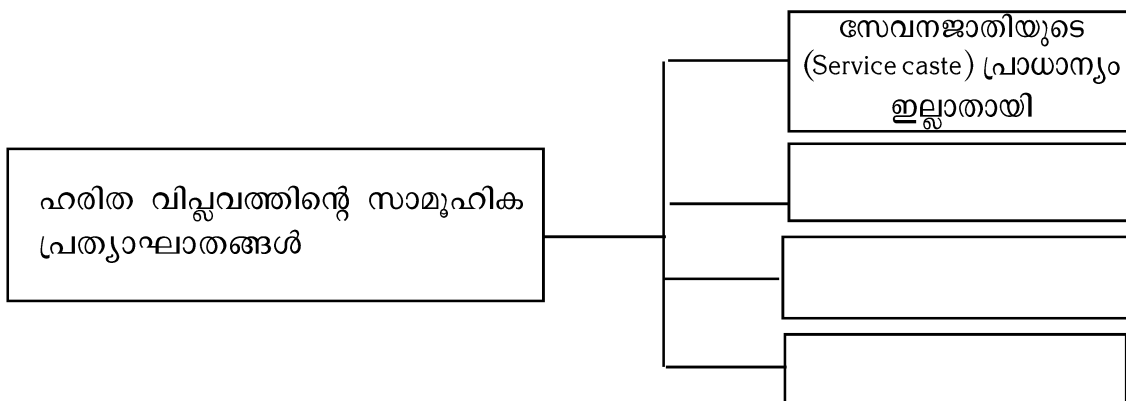 സേവനജാതിയുടെ
(Service caste) പ്രാധാന്യം
ഇല്ലാതായി
ഹരിത വിപ്ലവത്തിന്റെ സാമൂഹിക
പ്രത്യാഘാതങ്ങൾ